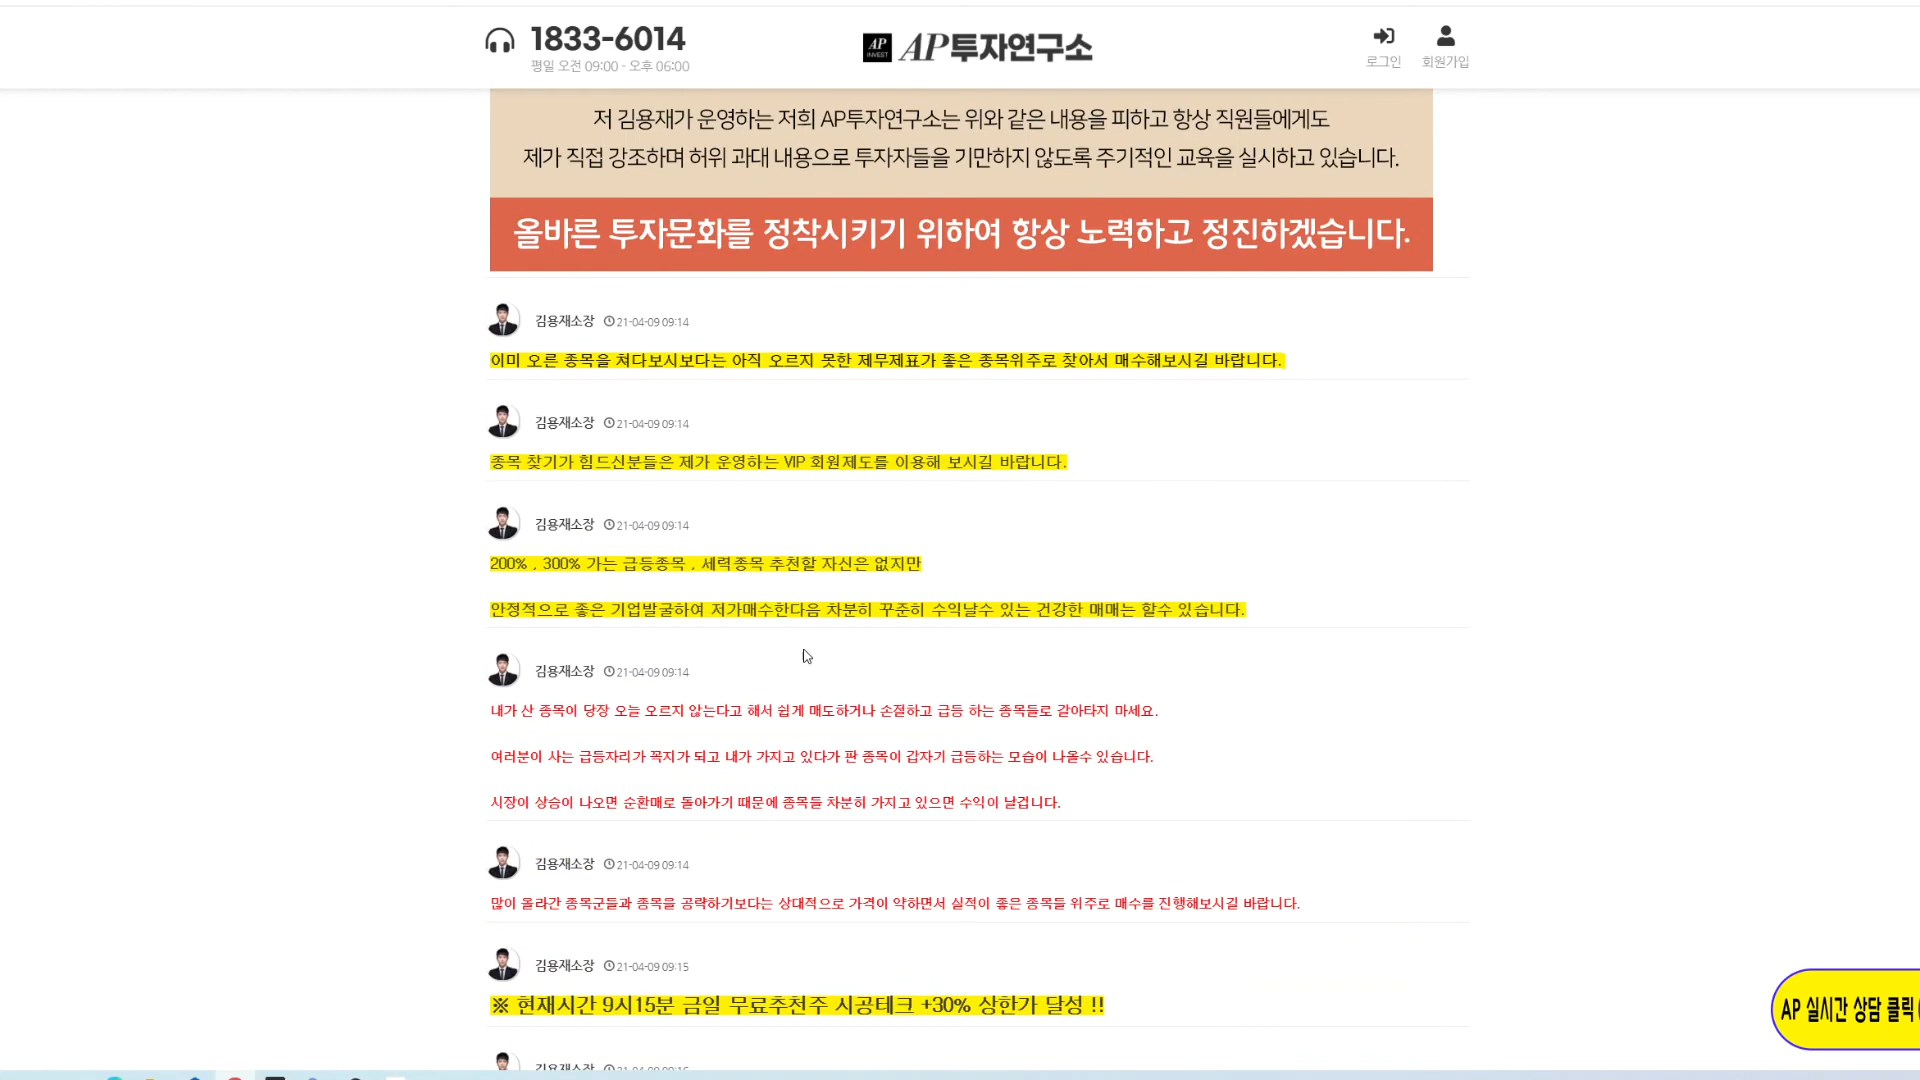 1833-6014
평일 오전 09:00 - 오후 06:00
AP INVEST AP투자연구소
로그인 회원가입
저 김용재가 운영하는 저희 AP투자연구소는 위와 같은 내용을 피하고 항상 직원들에게도
제가 직접 강조하며 허위 과대 내용으로 투자자들을 기만하지 않도록 주기적인 교육을 실시하고 있습니다.
올바른 투자문화를 정착시키기 위하여 항상 노력하고 정진하겠습니다.
김용재소장 21-04-09 09:14
이미 오른 종목을 쳐다보시보다는 아직 오르지 못한 제무제표가 좋은 종목위주로 찾아서 매수해보시길 바랍니다.
김용재소장 21-04-09 09:14
종목 찾기가 힘드신분들은 제가 운영하는 VIP 회원제도를 이용해 보시길 바랍니다.
김용재소장 21-04-09 09:14
200% , 300% 가는 급등종목 , 세력종목 추천할 자신은 없지만
안정적으로 좋은 기업발굴하여 저가매수한다음 차분히 꾸준히 수익날수 있는 건강한 매매는 할수 있습니다.
김용재소장 21-04-09 09:14
내가 산 종목이 당장 오늘 오르지 않는다고 해서 쉽게 매도하거나 손절하고 급등 하는 종목들로 갈아타지 마세요.
여러분이 사는 급등자리가 꼭지가 되고 내가 가지고 있다가 판 종목이 갑자기 급등하는 모습이 나올수 있습니다.
시장이 상승이 나오면 순환매로 돌아가기 때문에 종목들 차분히 가지고 있으면 수익이 날겁니다.
김용재소장 21-04-09 09:14
많이 올라간 종목군들과 종목을 공략하기보다는 상대적으로 가격이 약하면서 실적이 좋은 종목들 위주로 매수를 진행해보시길 바랍니다.
김용재소장 21-04-09 09:15
※ 현재시간 9시15분 금일 무료추천주 시공테크 +30% 상한가 달성 !!
AP 실시간 상담 클릭
김용재소장